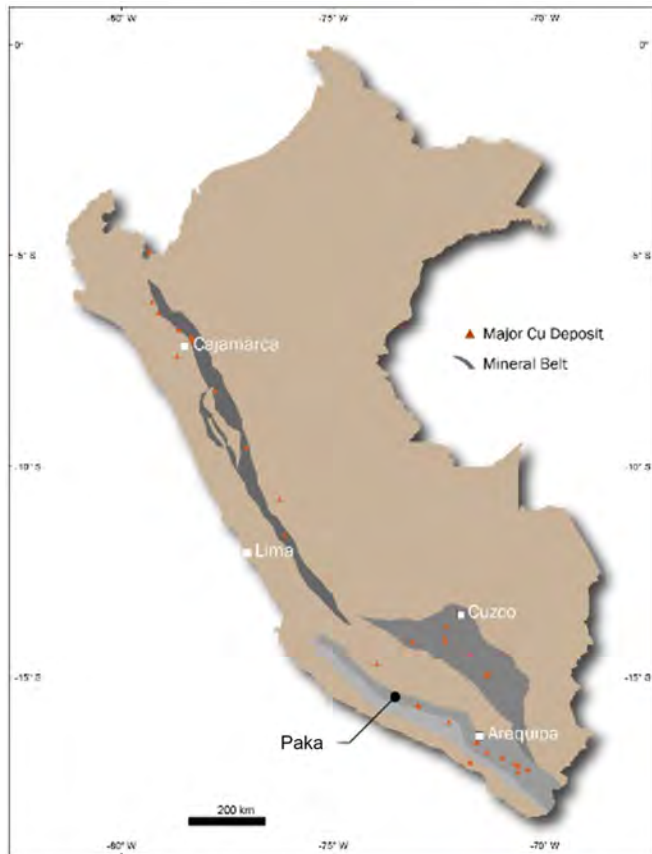 -80° W -75° W -70° W
0° 0°
-5° S -5° S
Major Cu Deposit
Cajamarca
Mineral Belt
-10° S -10° S
Lima
Cuzco
-15° S -15° S
Arequipa
Paka
200 km
-80° W -75° W -70° W